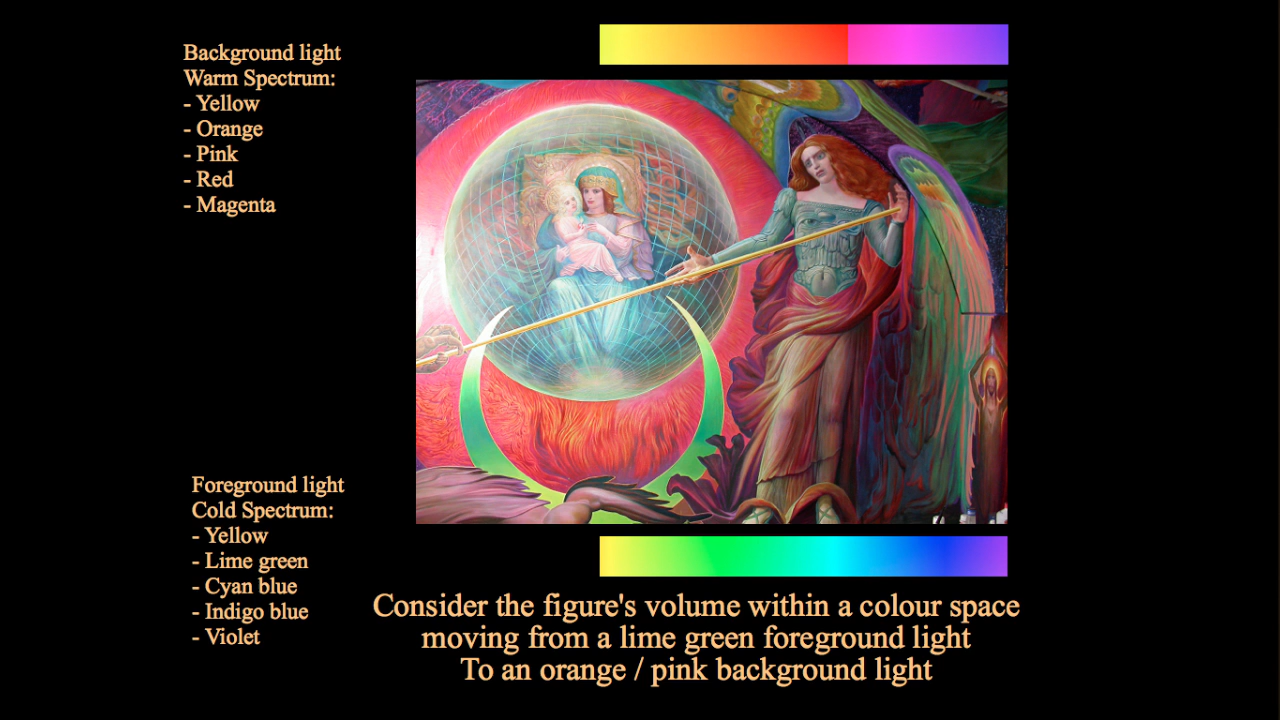 Background light
Warm Spectrum:
- Yellow
- Orange
- Pink
- Red
- Magenta
Foreground light
Cold Spectrum:
- Yellow
- Lime green
- Cyan blue
- Indigo blue
- Violet
Consider the figure's volume within a colour space
moving from a lime green foreground light
To an orange / pink background light